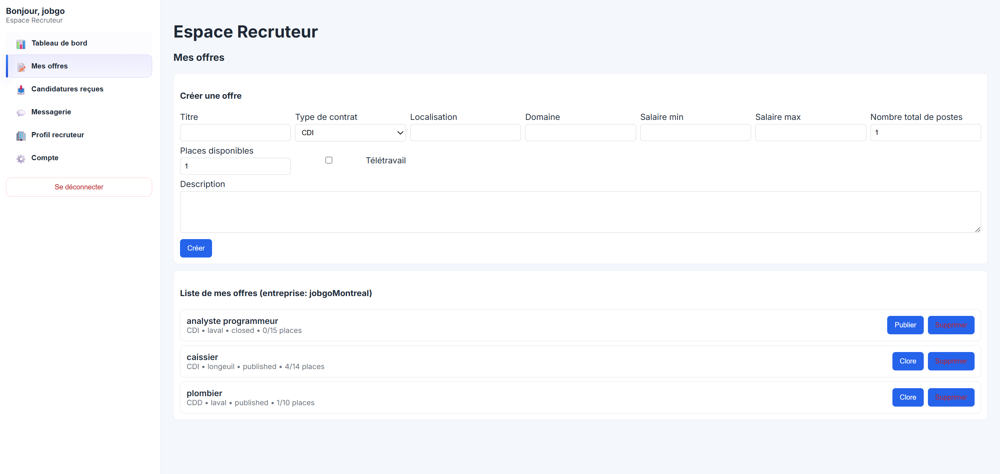 Bonjour, jobgo
Espace Recruteur
Tableau de bord
Mes offres
Candidatures reçues
Messagerie
Profil recruteur
Compte
Se déconnecter
Espace Recruteur
Mes offres
Créer une offre
Titre Type de contrat Localisation Domaine Salaire min Salaire max Nombre total de postes
CDI 1
Places disponibles
1 Télétravail
Description
Créer
Liste de mes offres (entreprise: jobgoMontreal)
analyste programmeur
CDI • laval • closed • 0/15 places
Publier Supprimer
caissier
CDI • longeuil • published • 4/14 places
Clore Supprimer
plombier
CDD • laval • published • 1/10 places
Clore Supprimer